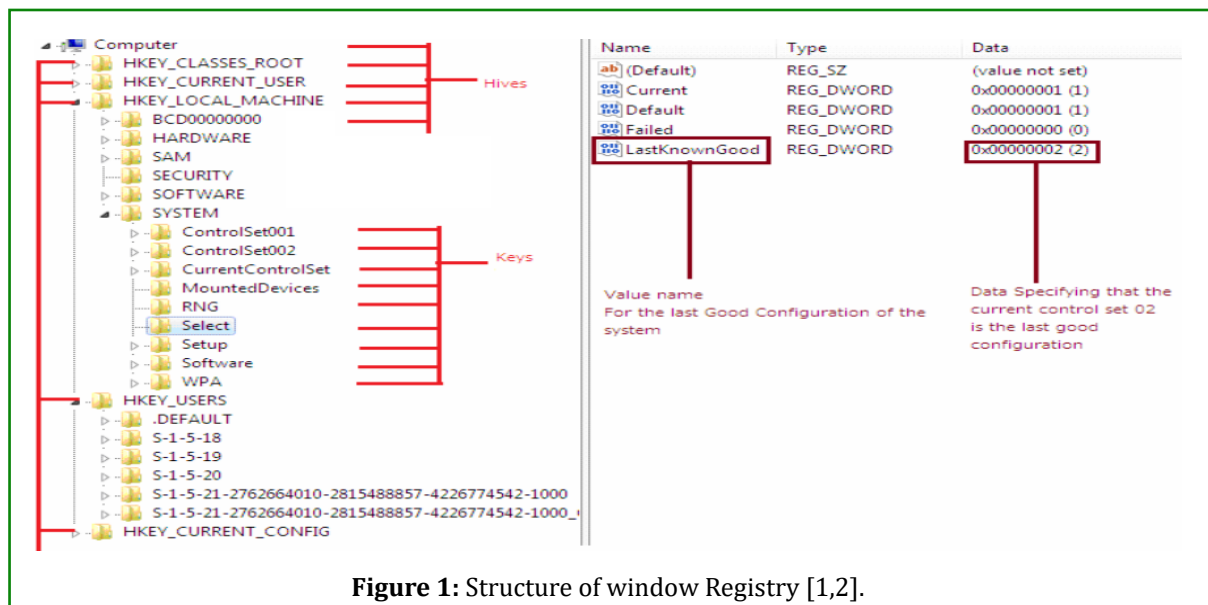 Computer
HKEY_CLASSES_ROOT
HKEY_CURRENT_USER
HKEY_LOCAL_MACHINE
BCD00000000
HARDWARE
SAM
SECURITY
SOFTWARE
SYSTEM
ControlSet001
ControlSet002
CurrentControlSet
MountedDevices
RNG
Select
Setup
Software
WPA
HKEY_USERS
.DEFAULT
S-1-5-18
S-1-5-19
S-1-5-20
S-1-5-21-2762664010-2815488857-4226774542-1000
S-1-5-21-2762664010-2815488857-4226774542-1000_
HKEY_CURRENT_CONFIG
Hives
Keys
Name Type Data
ab (Default) REG_SZ (value not set)
Current REG_DWORD 0x00000001 (1)
Default REG_DWORD 0x00000001 (1)
Failed REG_DWORD 0x00000000 (0)
LastKnownGood REG_DWORD 0x00000002 (2)
Value name
For the last Good Configuration of the
system
Data Specifying that the
current control set 02
is the last good
configuration
Figure 1: Structure of window Registry [1,2].